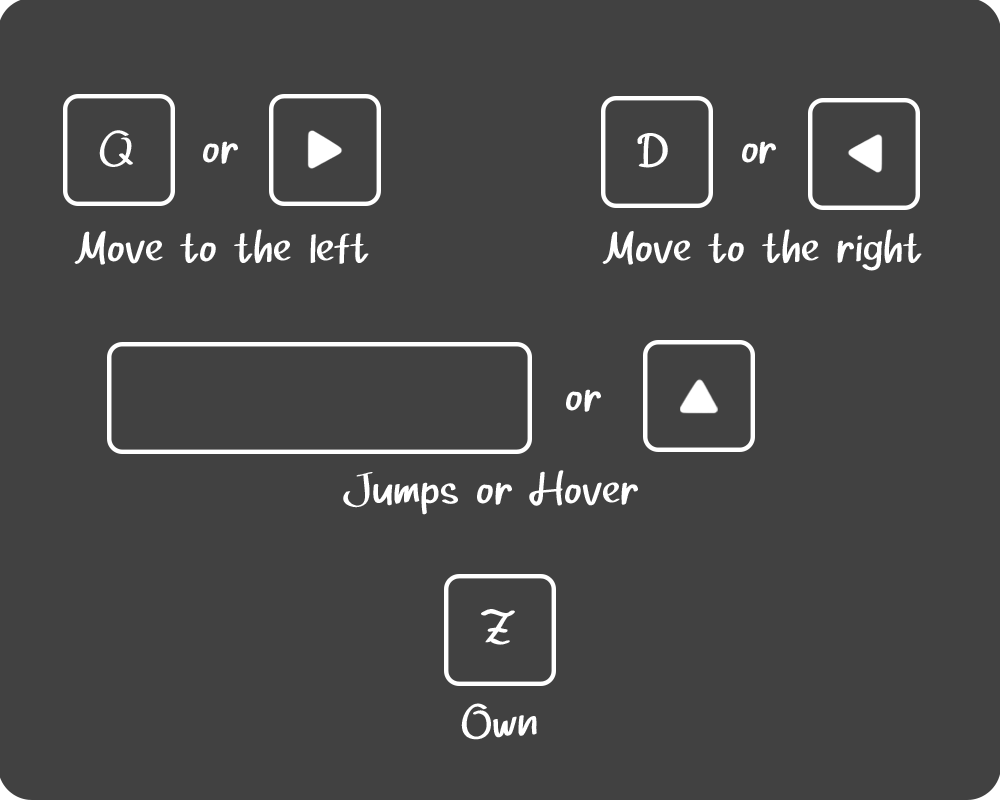 Q or ▶ D or ◀
Move to the left Move to the right
or ▲
Jumps or Hover
Z
Own